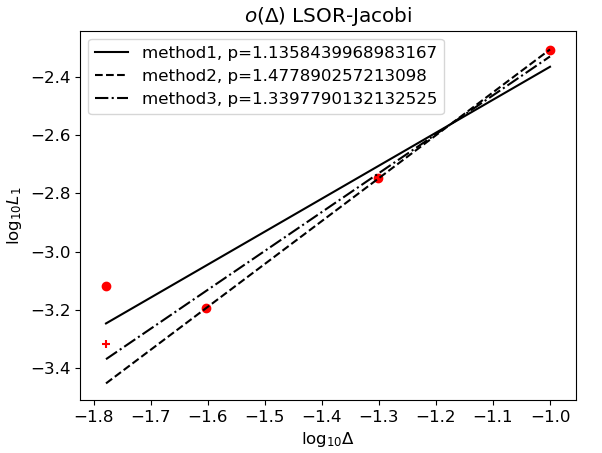 o(Δ) LSOR-Jacobi
method1, p=1.1358439968983167
method2, p=1.477890257213098
method3, p=1.3397790132132525
−2.4
−2.6
−2.8
−3.0
−3.2
−3.4
log₁₀L₁
−1.8 −1.7 −1.6 −1.5 −1.4 −1.3 −1.2 −1.1 −1.0
log₁₀Δ